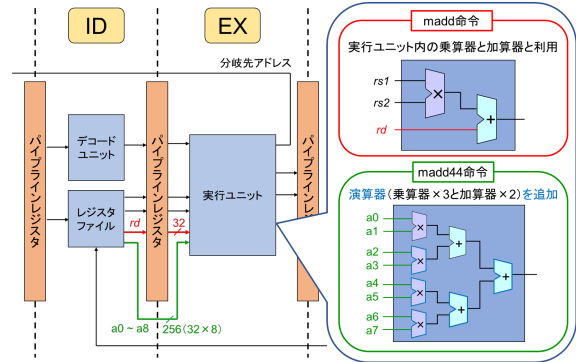 ID
EX
分岐先アドレス
パイプラインレジスタ
デコード
ユニット
レジスタ
ファイル
パイプラインレジスタ
rd
32
実行ユニット
パイプラインレジスタ
a0 ~ a8
256(32×8)
madd命令
実行ユニット内の乗算器と加算器と利用
rs1
rs2
rd
×
+
madd44命令
演算器(乗算器×3と加算器×2)を追加
a0
a1
a2
a3
a4
a5
a6
a7
×
×
×
×
+
+
+